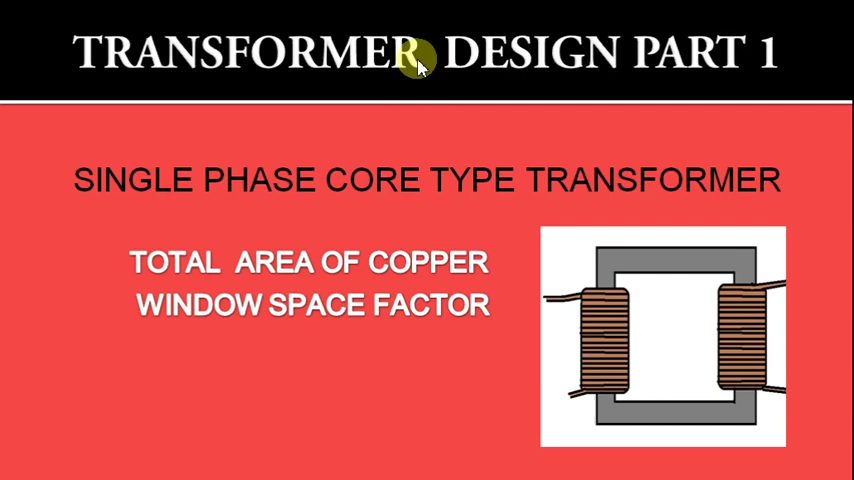 TRANSFORMER DESIGN PART 1
SINGLE PHASE CORE TYPE TRANSFORMER
TOTAL AREA OF COPPER
WINDOW SPACE FACTOR